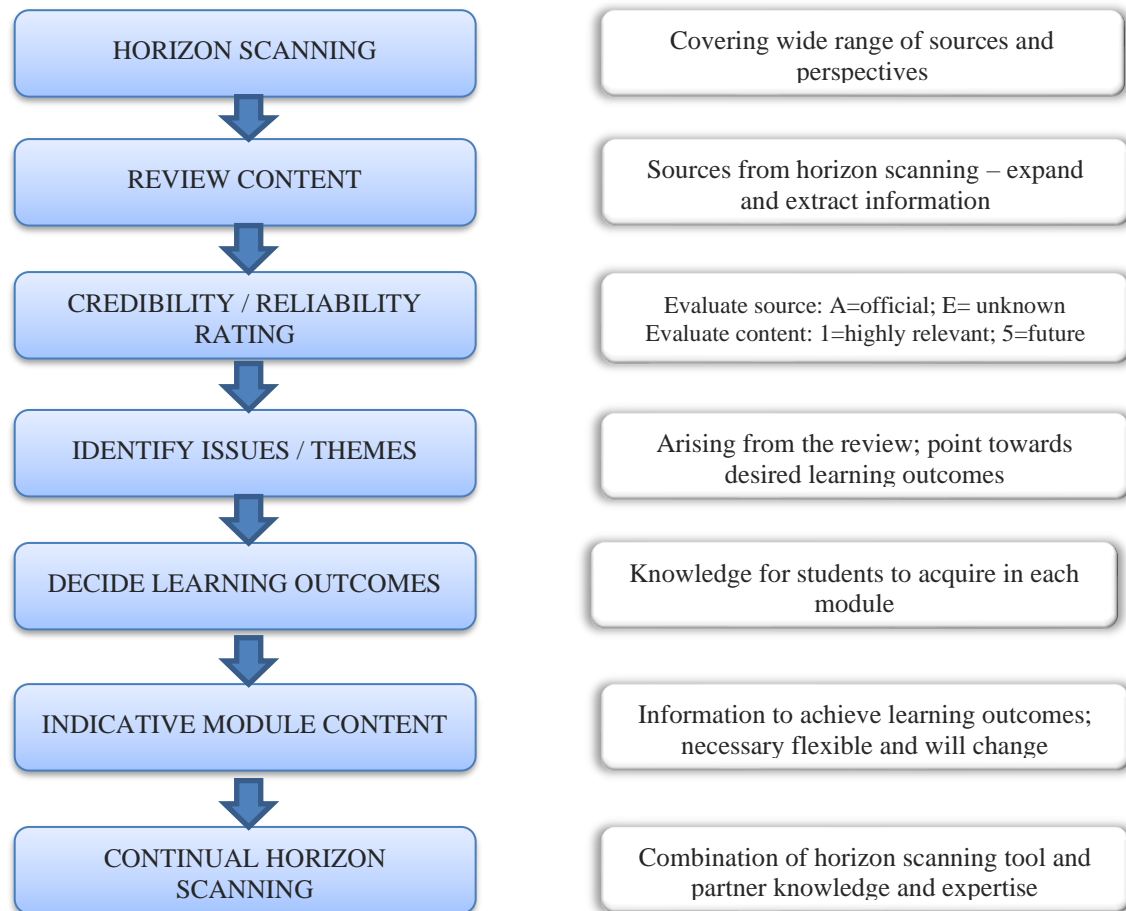 HORIZON SCANNING
Covering wide range of sources and
perspectives
REVIEW CONTENT
Sources from horizon scanning – expand
and extract information
CREDIBILITY / RELIABILITY
RATING
Evaluate source: A=official; E= unknown
Evaluate content: 1=highly relevant; 5=future
IDENTIFY ISSUES / THEMES
Arising from the review; point towards
desired learning outcomes
DECIDE LEARNING OUTCOMES
Knowledge for students to acquire in each
module
INDICATIVE MODULE CONTENT
Information to achieve learning outcomes;
necessary flexible and will change
CONTINUAL HORIZON
SCANNING
Combination of horizon scanning tool and
partner knowledge and expertise